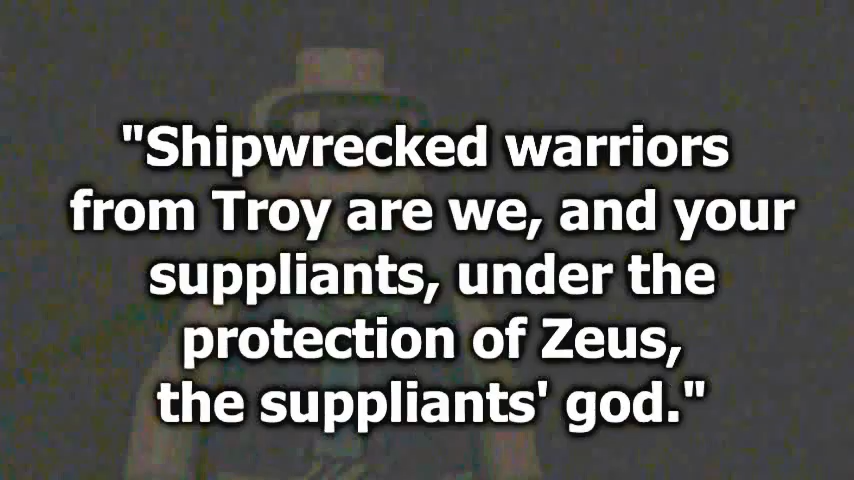 "Shipwrecked warriors
from Troy are we, and your
suppliants, under the
protection of Zeus,
the suppliants' god."